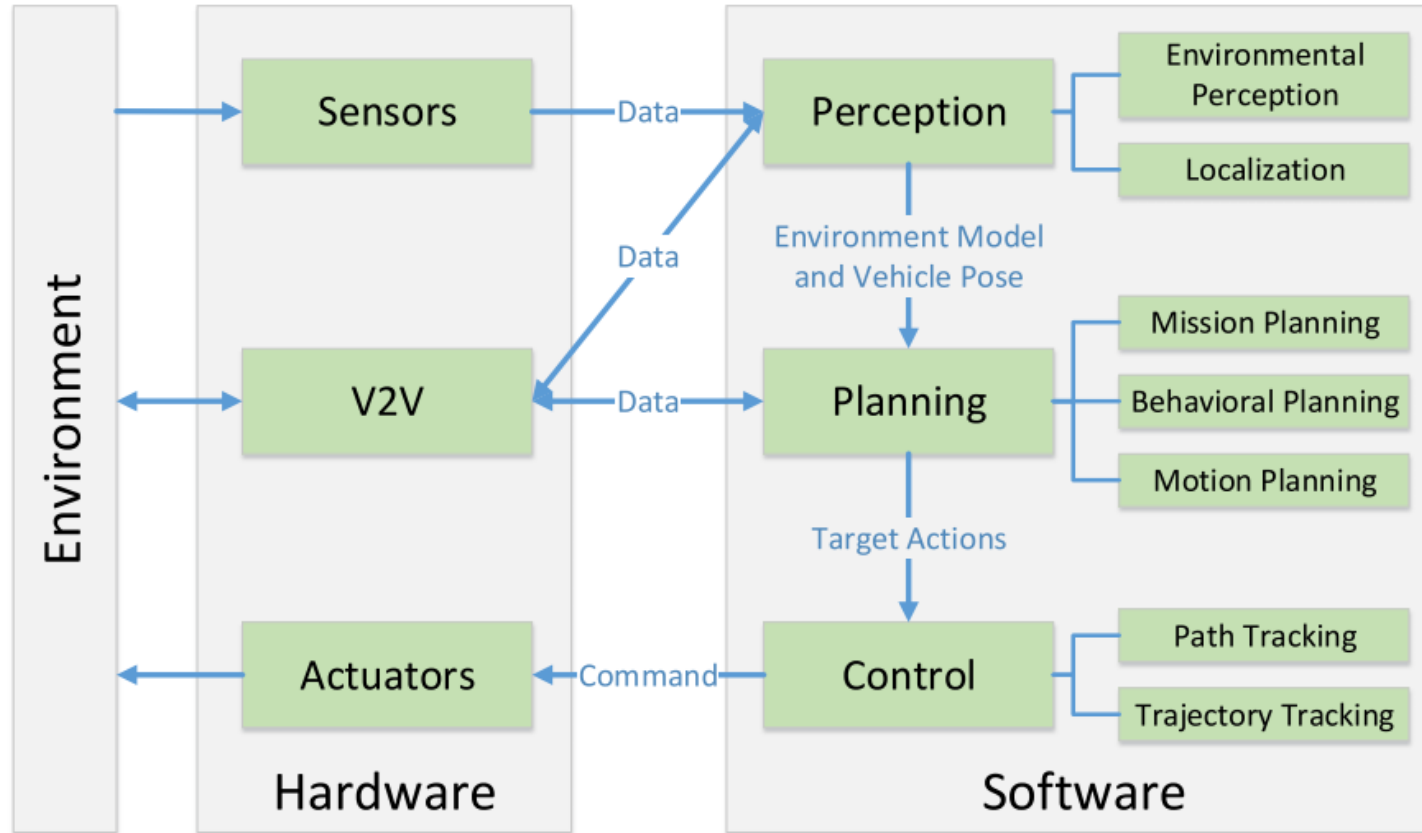 Environment
Sensors
V2V
Actuators
Hardware
Data
Data
Data
Command
Perception
Environment Model
and Vehicle Pose
Planning
Target Actions
Control
Software
Environmental
Perception
Localization
Mission Planning
Behavioral Planning
Motion Planning
Path Tracking
Trajectory Tracking